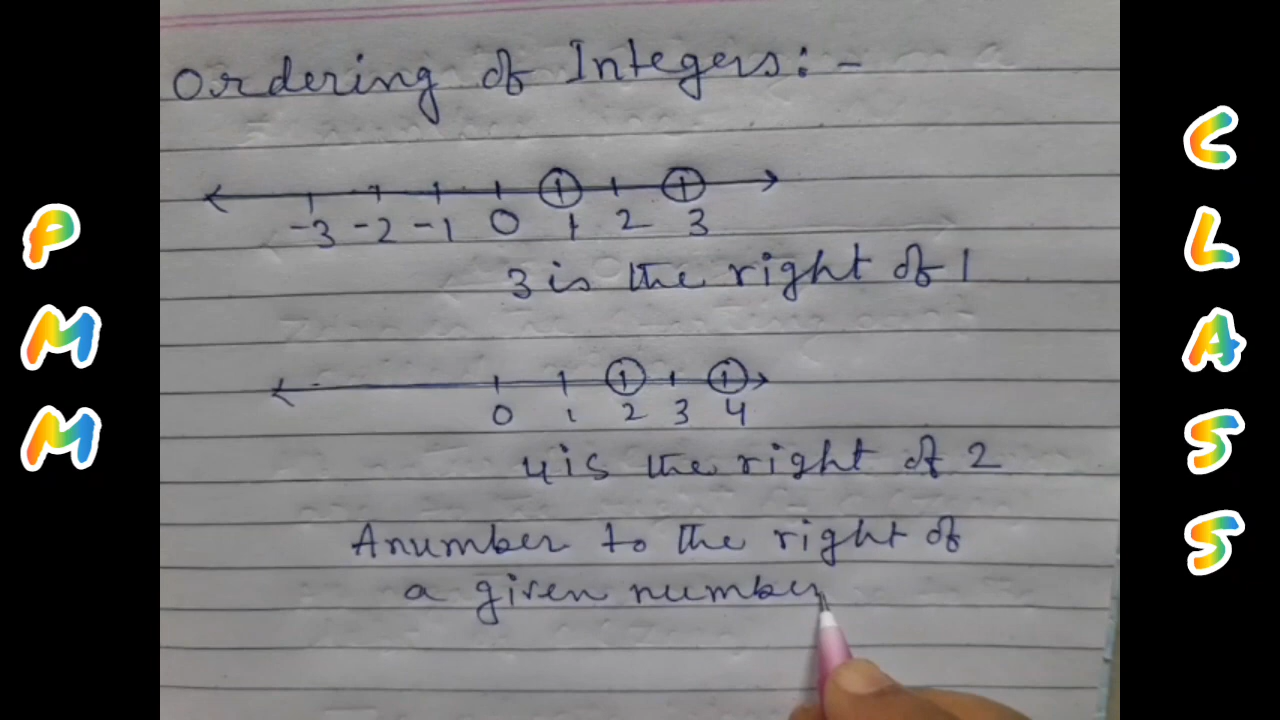 Ordering of Integers: -
-3 -2 -1 0 1 2 3
3 is the right of 1
0 1 2 3 4
4 is the right of 2
A number to the right of
a given number
PMM
CLASS